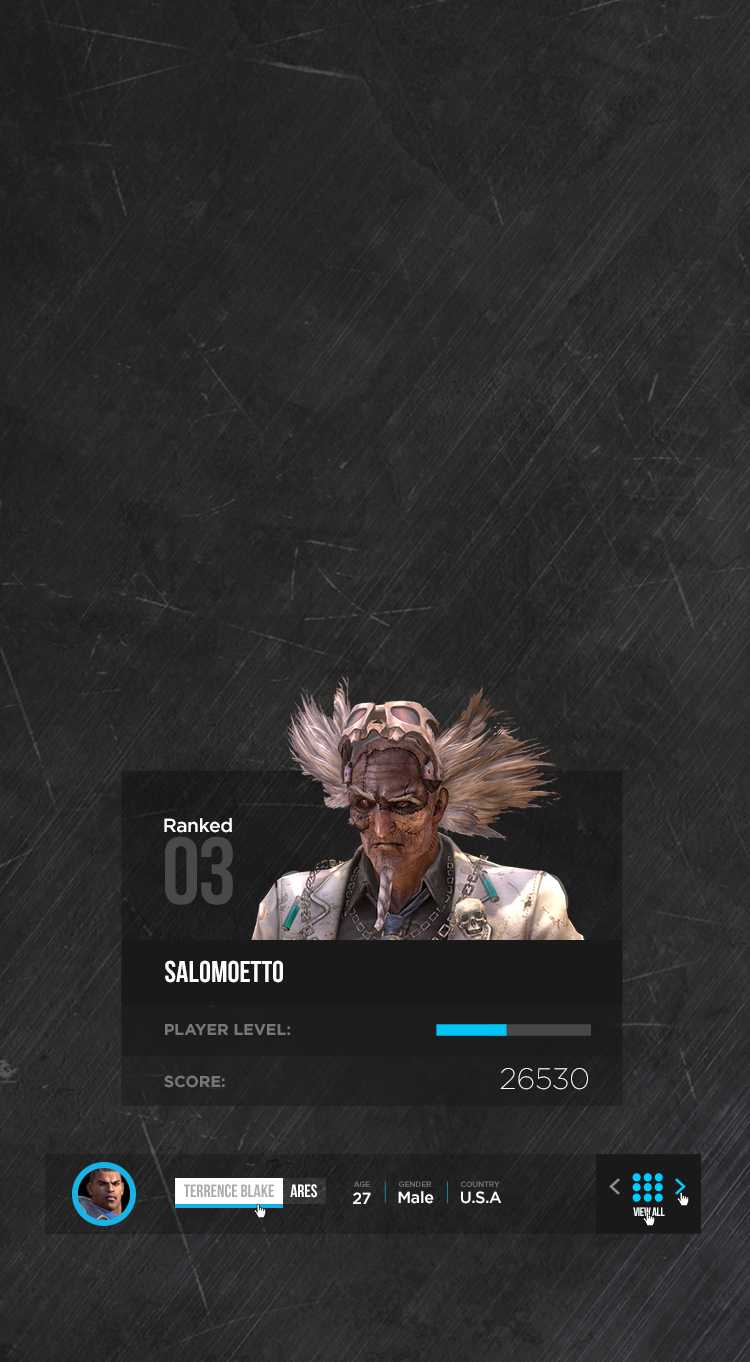 Ranked
03
SALOMOETTO
PLAYER LEVEL:
SCORE: 26530
TERRENCE BLAKE ARES
AGE GENDER COUNTRY
27 Male U.S.A
VIEW ALL